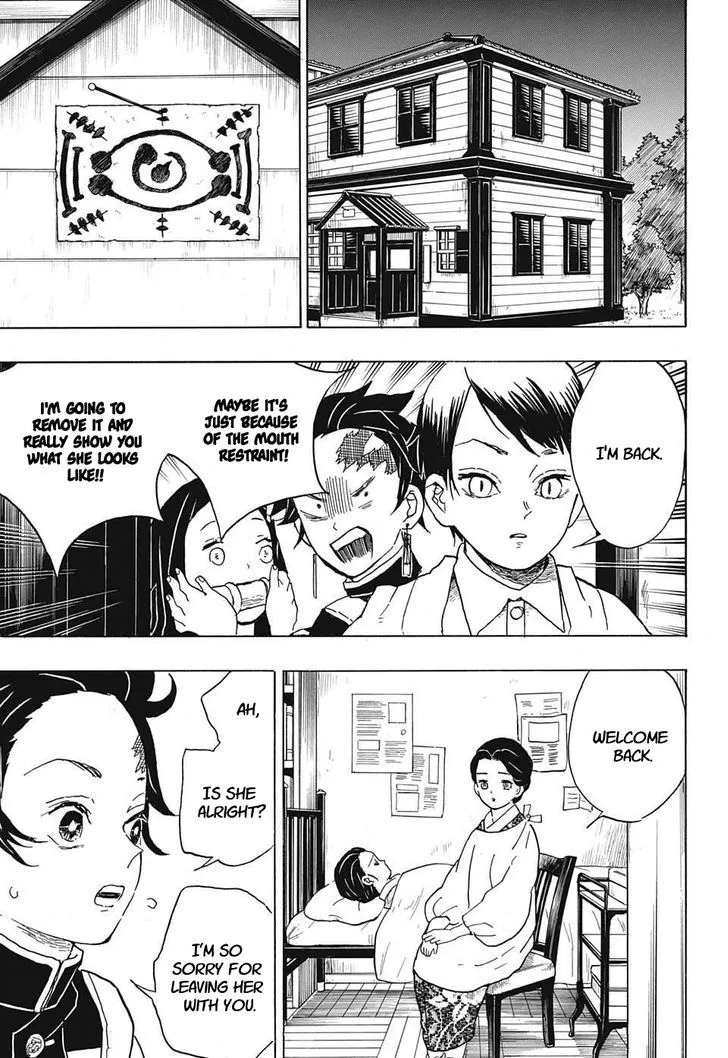 I'M BACK.
MAYBE IT'S
JUST BECAUSE
OF THE MOUTH
RESTRAINT!
I'M GOING TO
REMOVE IT AND
REALLY SHOW YOU
WHAT SHE LOOKS
LIKE!!
WELCOME
BACK.
AH,
IS SHE
ALRIGHT?
I'M SO
SORRY FOR
LEAVING HER
WITH YOU.